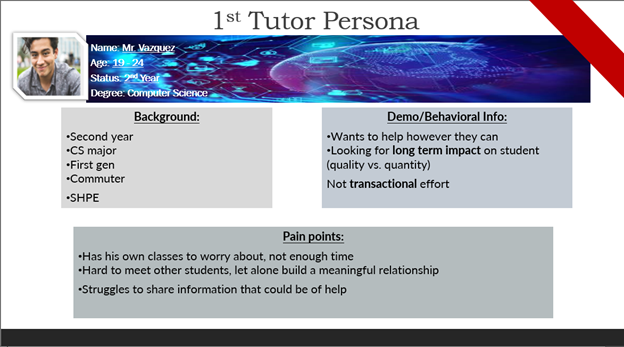 1st Tutor Persona
Name: Mr. Vazquez
Age: 19 - 24
Status: 2nd Year
Degree: Computer Science
Background:
•Second year
•CS major
•First gen
•Commuter
•SHPE
Demo/Behavioral Info:
•Wants to help however they can
•Looking for long term impact on student
(quality vs. quantity)
Not transactional effort
Pain points:
•Has his own classes to worry about, not enough time
•Hard to meet other students, let alone build a meaningful relationship
•Struggles to share information that could be of help